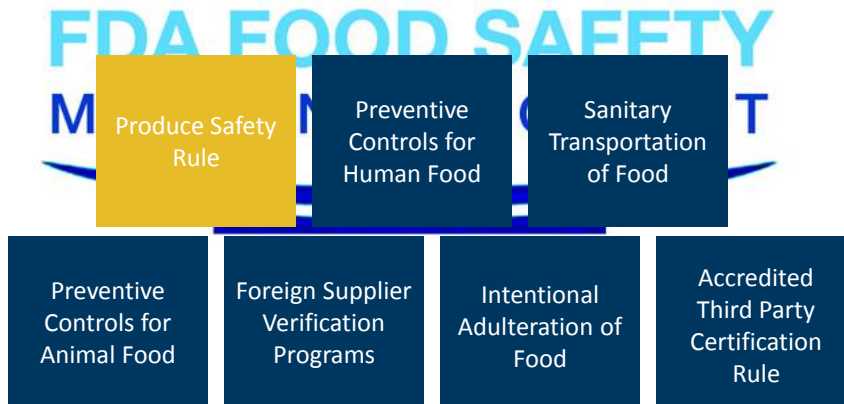 FDA FOOD SAFETY
M
N
T
Produce Safety
Rule
Preventive
Controls for
Human Food
Sanitary
Transportation
of Food
Preventive
Controls for
Animal Food
Foreign Supplier
Verification
Programs
Intentional
Adulteration of
Food
Accredited
Third Party
Certification
Rule